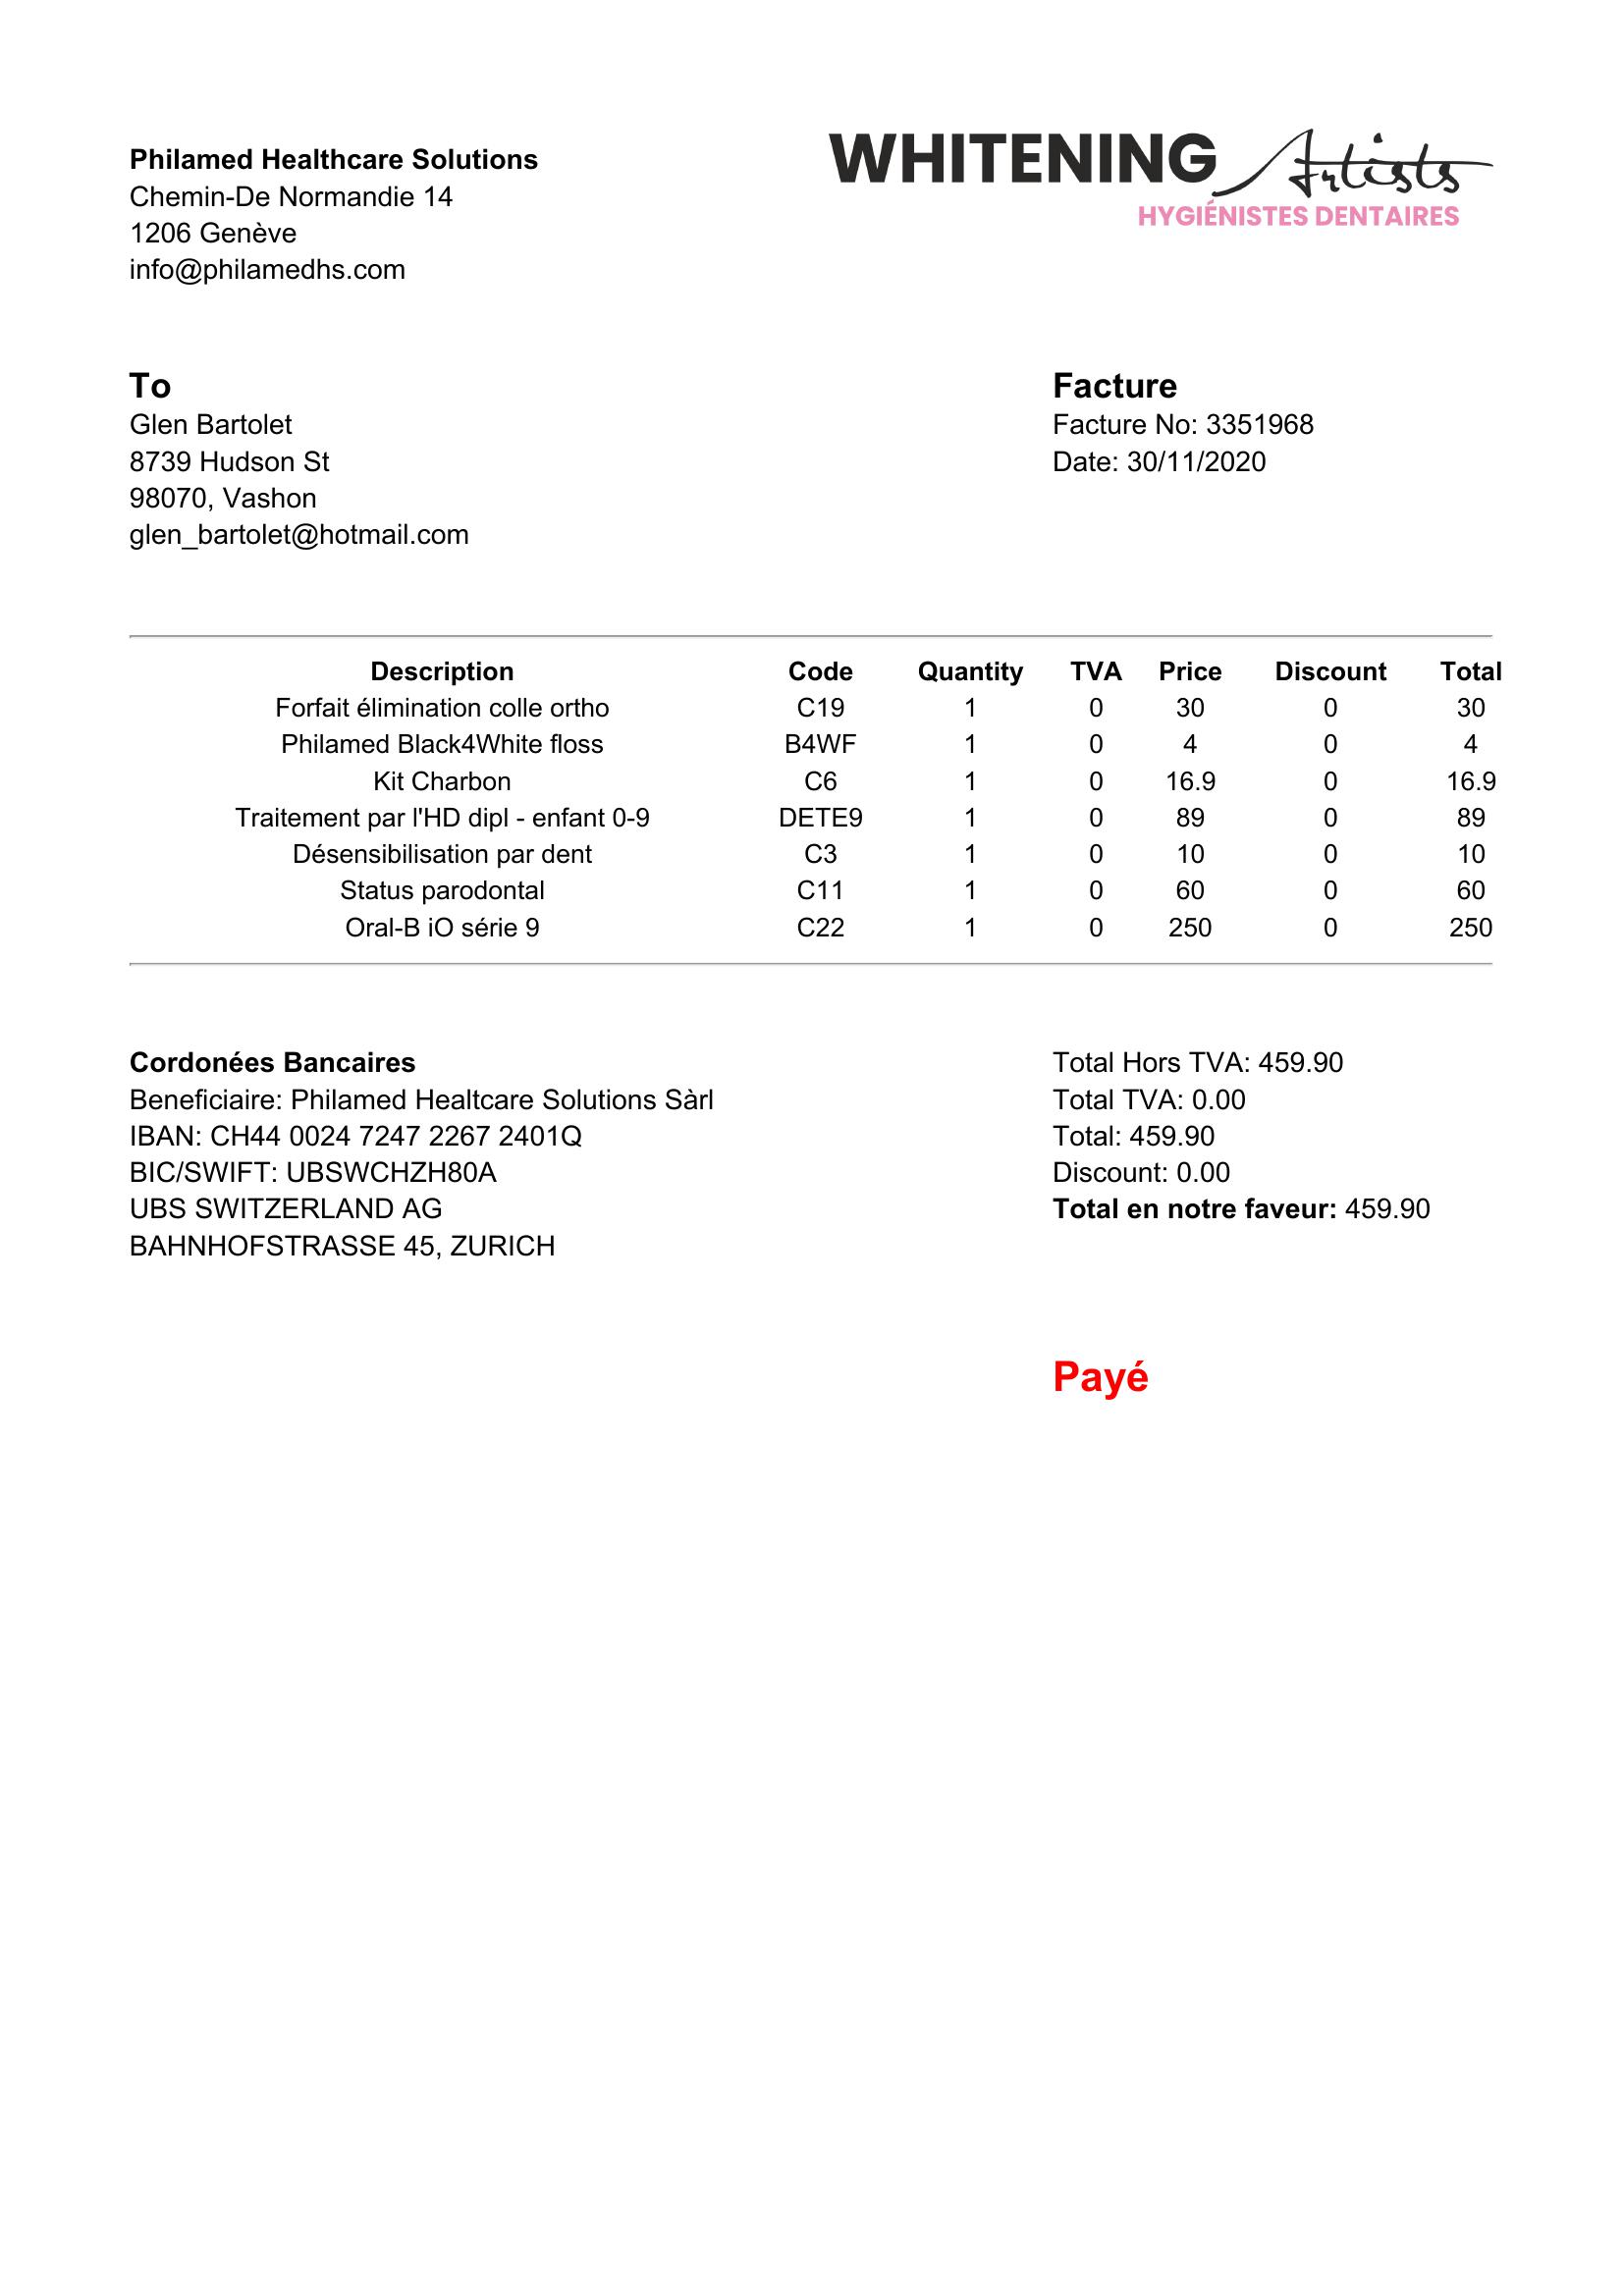 Philamed Healthcare Solutions
Chemin-De Normandie 14
1206 Genève
info@philamedhs.com
WHITENING Artists
HYGIÉNISTES DENTAIRES
To
Glen Bartolet
8739 Hudson St
98070, Vashon
glen_bartolet@hotmail.com
Facture
Facture No: 3351968
Date: 30/11/2020
Description Code Quantity TVA Price Discount Total
Forfait élimination colle ortho C19 1 0 30 0 30
Philamed Black4White floss B4WF 1 0 4 0 4
Kit Charbon C6 1 0 16.9 0 16.9
Traitement par l'HD dipl - enfant 0-9 DETE9 1 0 89 0 89
Désensibilisation par dent C3 1 0 10 0 10
Status parodontal C11 1 0 60 0 60
Oral-B iO série 9 C22 1 0 250 0 250
Cordonées Bancaires
Beneficiaire: Philamed Healtcare Solutions Sàrl
IBAN: CH44 0024 7247 2267 2401Q
BIC/SWIFT: UBSWCHZH80A
UBS SWITZERLAND AG
BAHNHOFSTRASSE 45, ZURICH
Total Hors TVA: 459.90
Total TVA: 0.00
Total: 459.90
Discount: 0.00
Total en notre faveur: 459.90
Payé